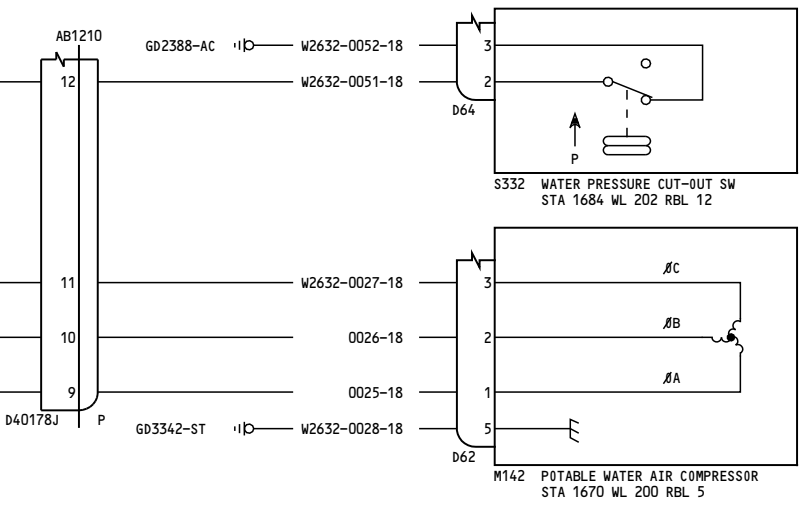 AB1210
GD2388-AC
W2632-0052-18
3
12
W2632-0051-18
2
D64
P
S332 WATER PRESSURE CUT-OUT SW
STA 1684 WL 202 RBL 12
11
W2632-0027-18
3
ØC
10
0026-18
2
ØB
9
0025-18
1
ØA
D40178J
P
GD3342-ST
W2632-0028-18
5
D62
M142 POTABLE WATER AIR COMPRESSOR
STA 1670 WL 200 RBL 5